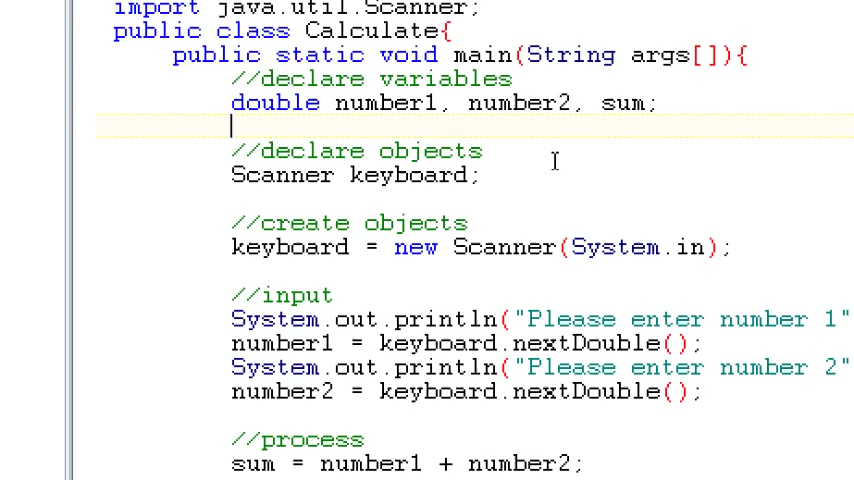 import java.util.Scanner;
public class Calculate{
public static void main(String args[]){
//declare variables
double number1, number2, sum;
//declare objects
Scanner keyboard;
//create objects
keyboard = new Scanner(System.in);
//input
System.out.println("Please enter number 1"
number1 = keyboard.nextDouble();
System.out.println("Please enter number 2"
number2 = keyboard.nextDouble();
//process
sum = number1 + number2;